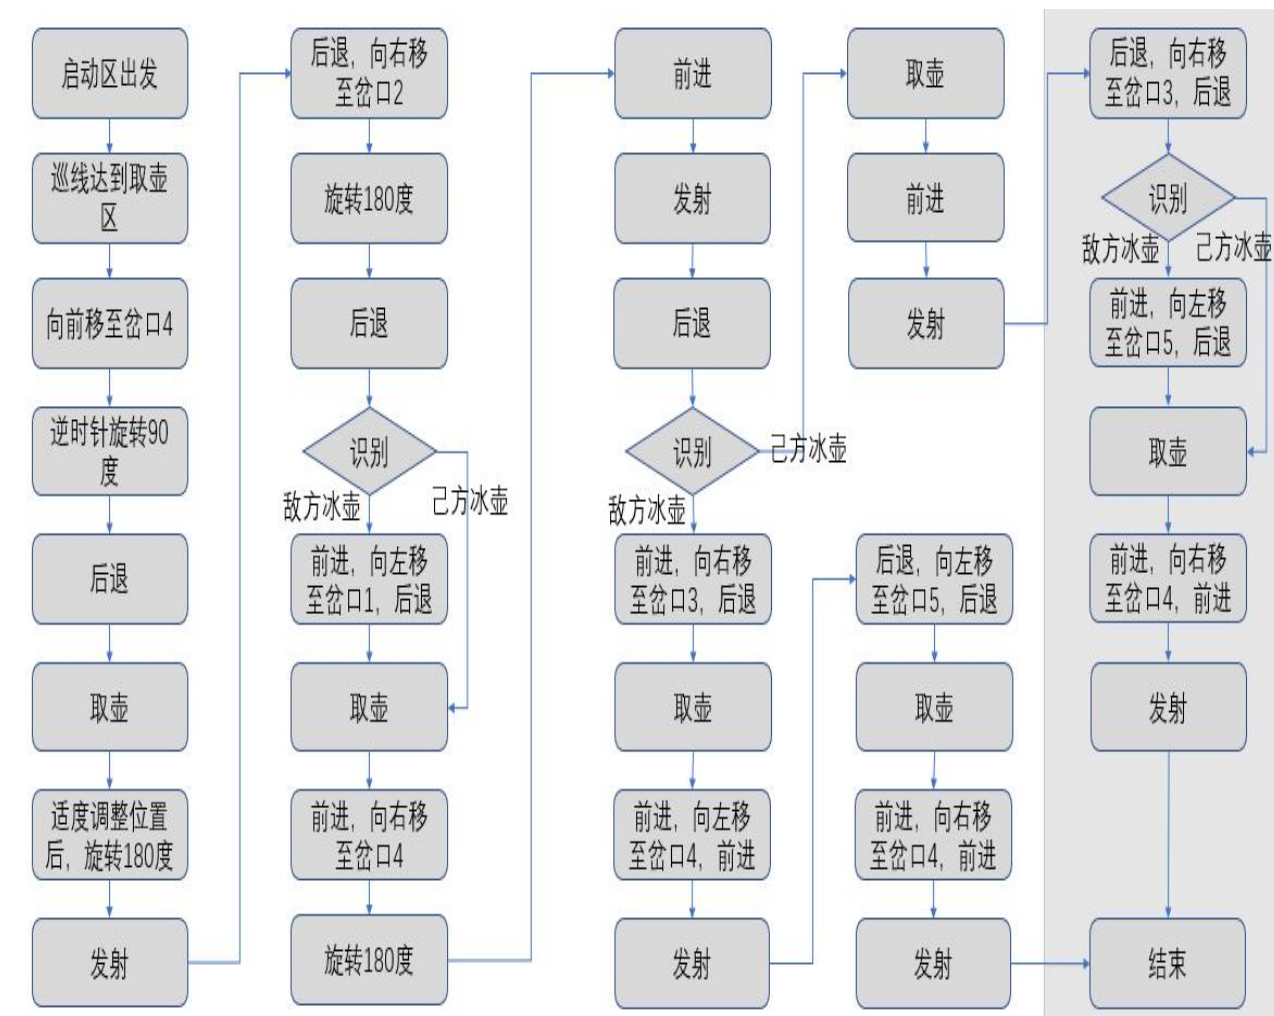 启动区出发
巡线达到取壶
区
向前移至岔口4
逆时针旋转90
度
后退
取壶
适度调整位置
后，旋转180度
发射
后退，向右移
至岔口2
旋转180度
后退
识别
敌方冰壶
己方冰壶
前进，向左移
至岔口1，后退
取壶
前进，向右移
至岔口4
旋转180度
前进
发射
后退
识别
己方冰壶
敌方冰壶
前进，向右移
至岔口3，后退
取壶
前进，向左移
至岔口4，前进
发射
取壶
前进
发射
后退，向左移
至岔口5，后退
取壶
前进，向右移
至岔口4，前进
发射
后退，向右移
至岔口3，后退
识别
敌方冰壶
己方冰壶
前进，向左移
至岔口5，后退
取壶
前进，向右移
至岔口4，前进
发射
结束